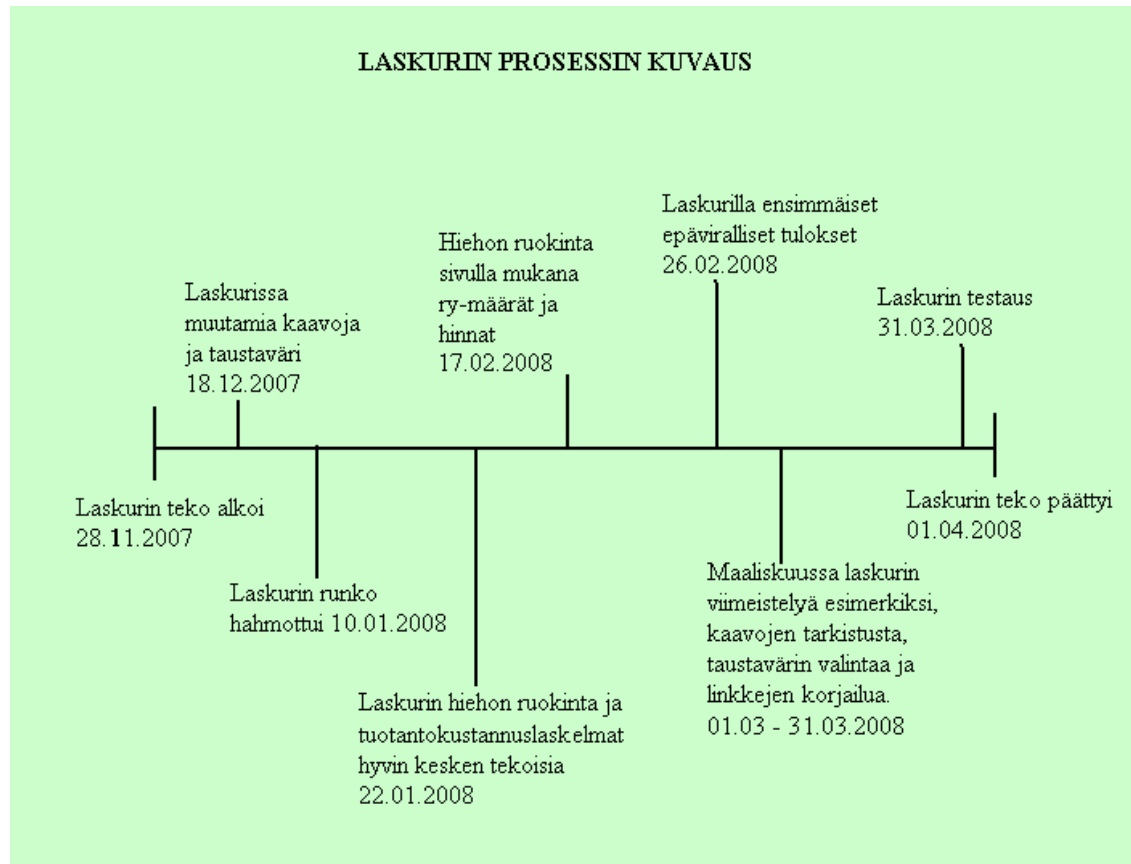 LASKURIN PROSESSIN KUVAUS
Laskurin teko alkoi
28.11.2007
Laskurissa
muutamia kaavoja
ja taustaväri
18.12.2007
Laskurin runko
hahmottui 10.01.2008
Laskurin hiehon ruokinta ja
tuotantokustannuslaskelmat
hyvin kesken tekoisia
22.01.2008
Hiehon ruokinta
sivulla mukana
ry-määrät ja
hinnat
17.02.2008
Laskurilla ensimmäiset
epäviralliset tulokset
26.02.2008
Maaliskuussa laskurin
viimeistelyä esimerkiksi,
kaavojen tarkistusta,
taustavärin valintaa ja
linkkejen korjailua.
01.03 - 31.03.2008
Laskurin testaus
31.03.2008
Laskurin teko päättyi
01.04.2008